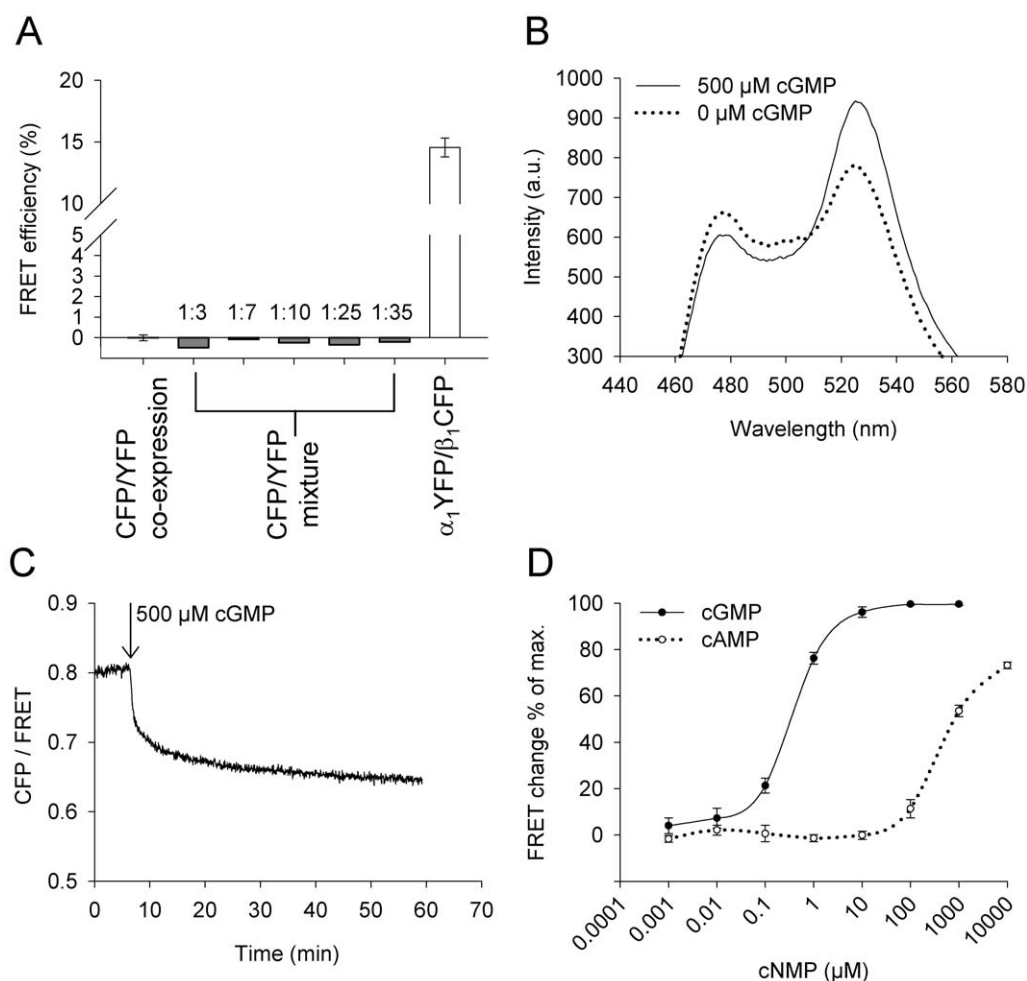 A
20
15
10
5
4
3
2
1
0
FRET efficiency (%)
1:3 1:7 1:10 1:25 1:35
CFP/YFP
co-expression
CFP/YFP
mixture
α1YFP/β1CFP
B
1000
900
800
700
600
500
400
300
Intensity (a.u.)
500 µM cGMP
0 µM cGMP
440 460 480 500 520 540 560 580
Wavelength (nm)
C
0.9
0.8
0.7
0.6
0.5
CFP / FRET
500 µM cGMP
0 10 20 30 40 50 60 70
Time (min)
D
100
80
60
40
20
0
FRET change % of max.
cGMP
cAMP
0.0001 0.001 0.01 0.1 1 10 100 1000 10000
cNMP (µM)